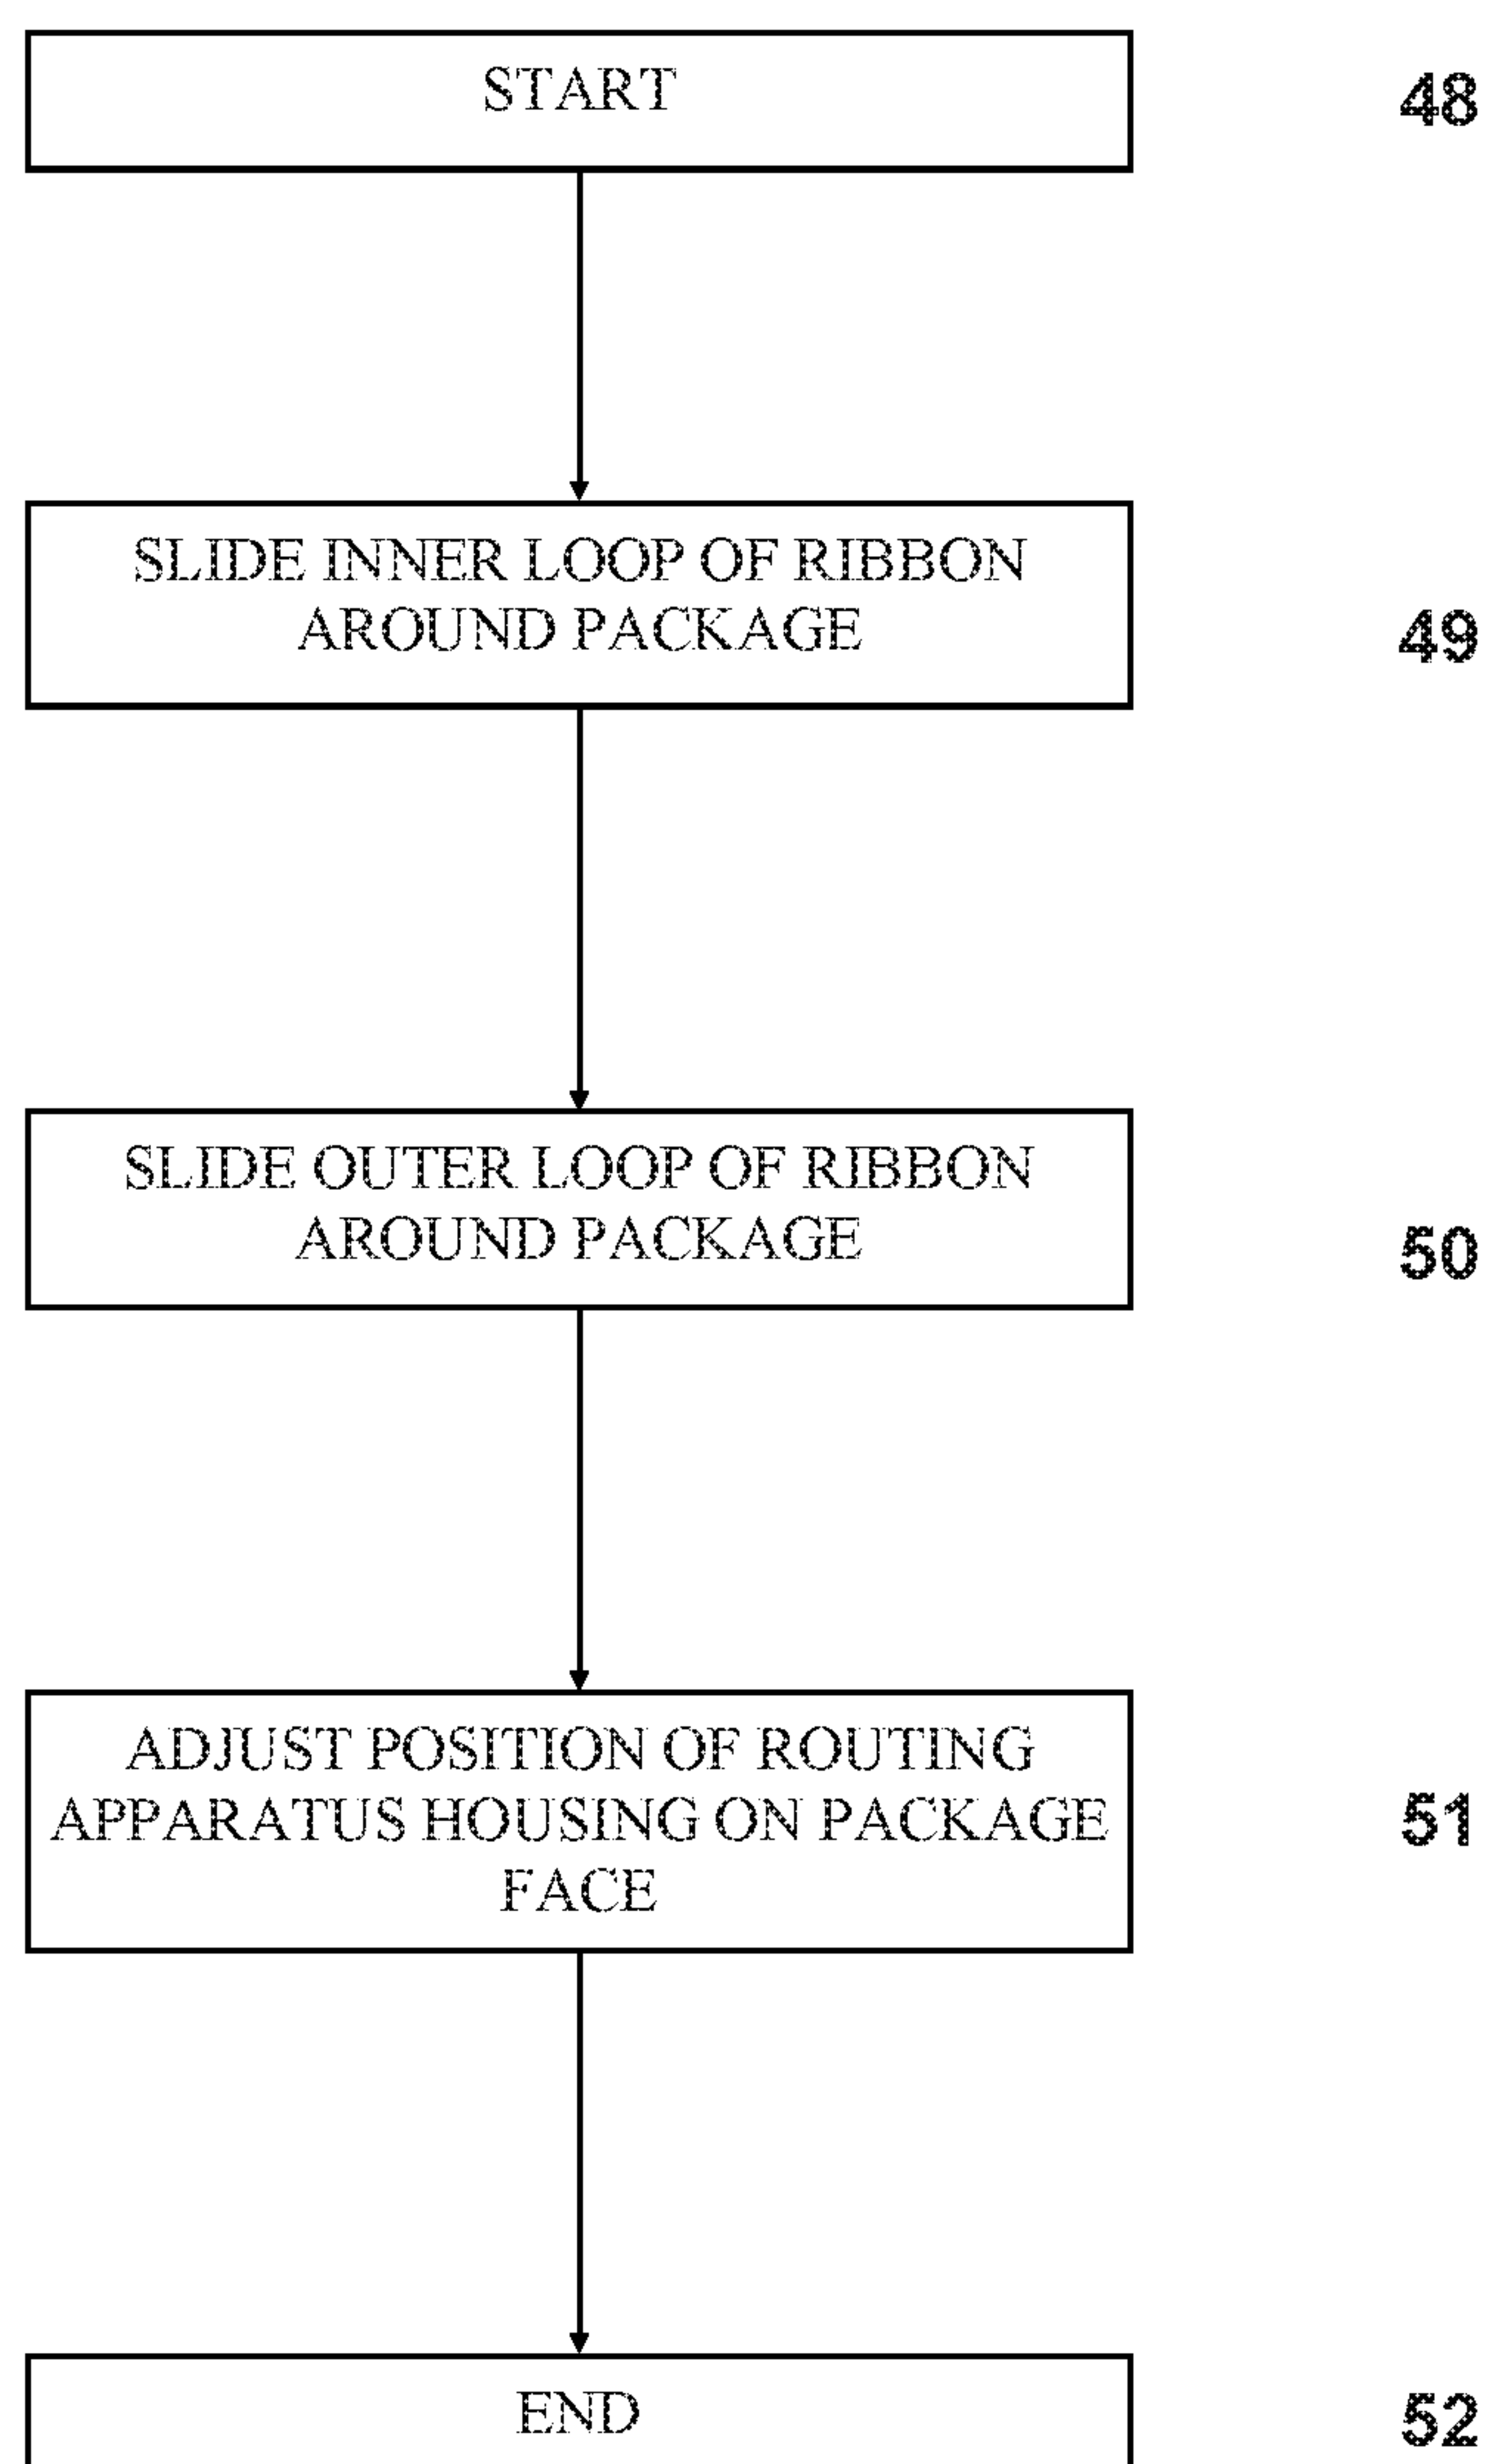 START
48
SLIDE INNER LOOP OF RIBBON
AROUND PACKAGE
49
SLIDE OUTER LOOP OF RIBBON
AROUND PACKAGE
50
ADJUST POSITION OF ROUTING
APPARATUS HOUSING ON PACKAGE
FACE
51
END
52